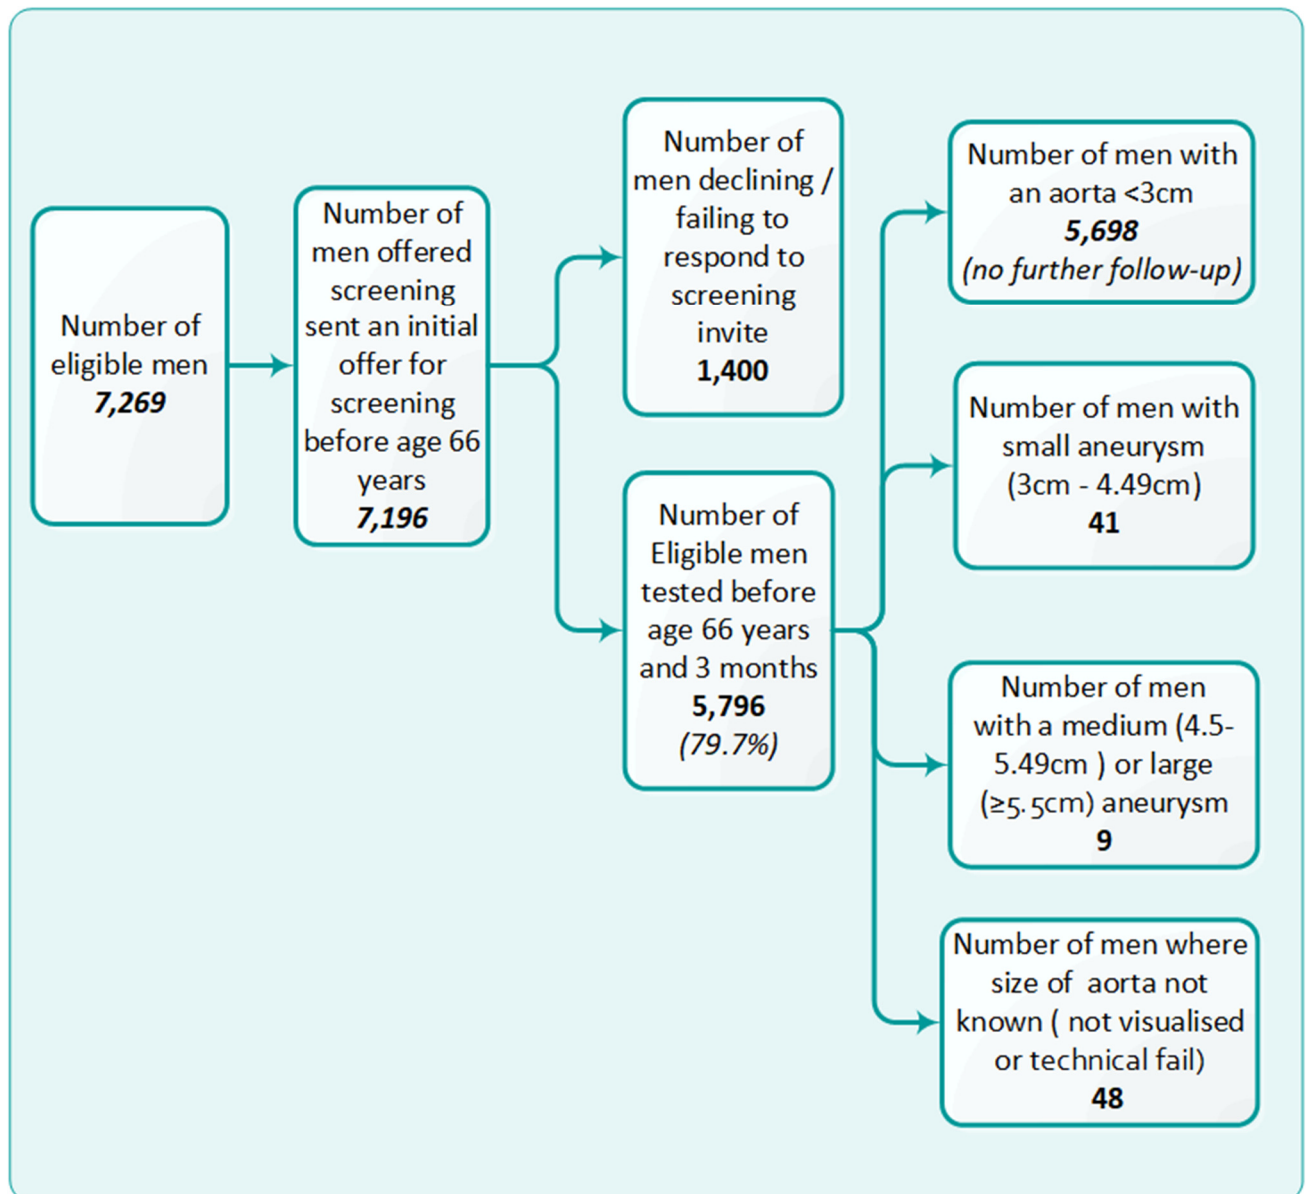 Number of
eligible men
7,269
Number of
men offered
screening
sent an initial
offer for
screening
before age 66
years
7,196
Number of
men declining /
failing to
respond to
screening
invite
1,400
Number of
Eligible men
tested before
age 66 years
and 3 months
5,796
(79.7%)
Number of men with
an aorta <3cm
5,698
(no further follow-up)
Number of men with
small aneurysm
(3cm - 4.49cm)
41
Number of men
with a medium (4.5-
5.49cm ) or large
(≥5.5cm) aneurysm
9
Number of men where
size of  aorta not
known ( not visualised
or technical fail)
48